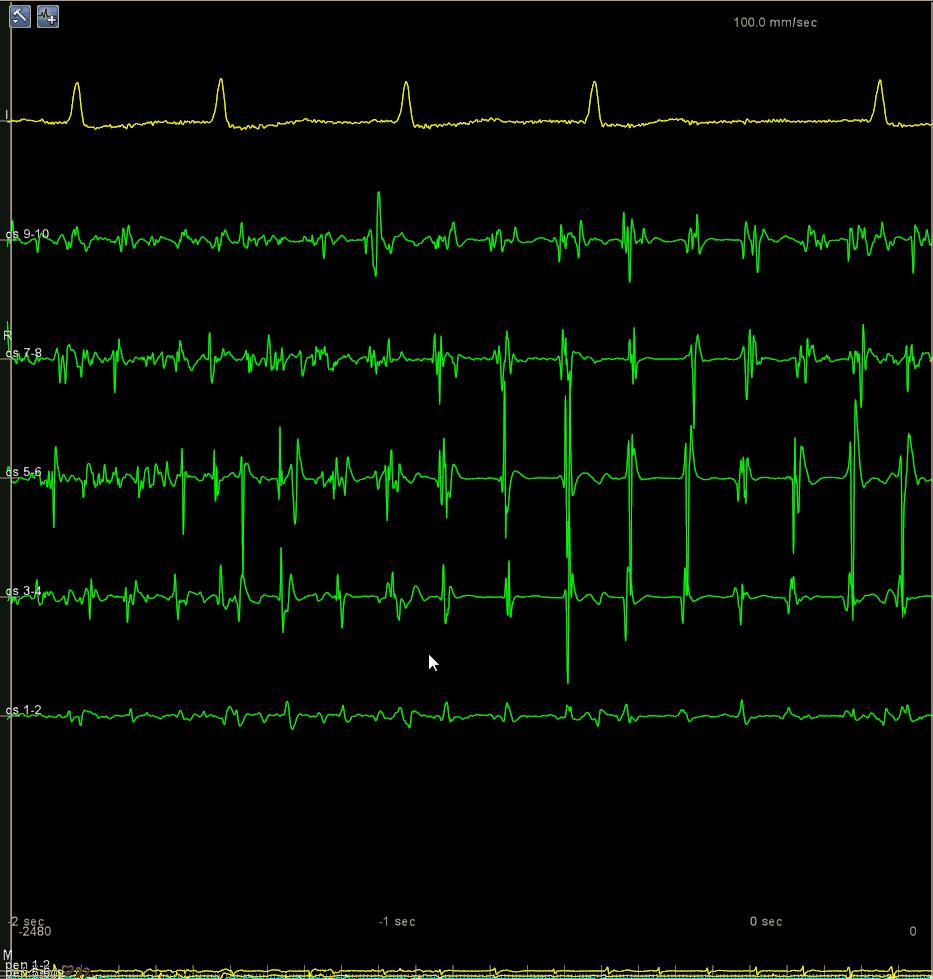 100.0 mm/sec
I
cs 9-10
R
cs 7-8
cs 5-6
cs 3-4
cs 1-2
-2 sec
-1 sec
0 sec
-2480
0
M
pen 1-2